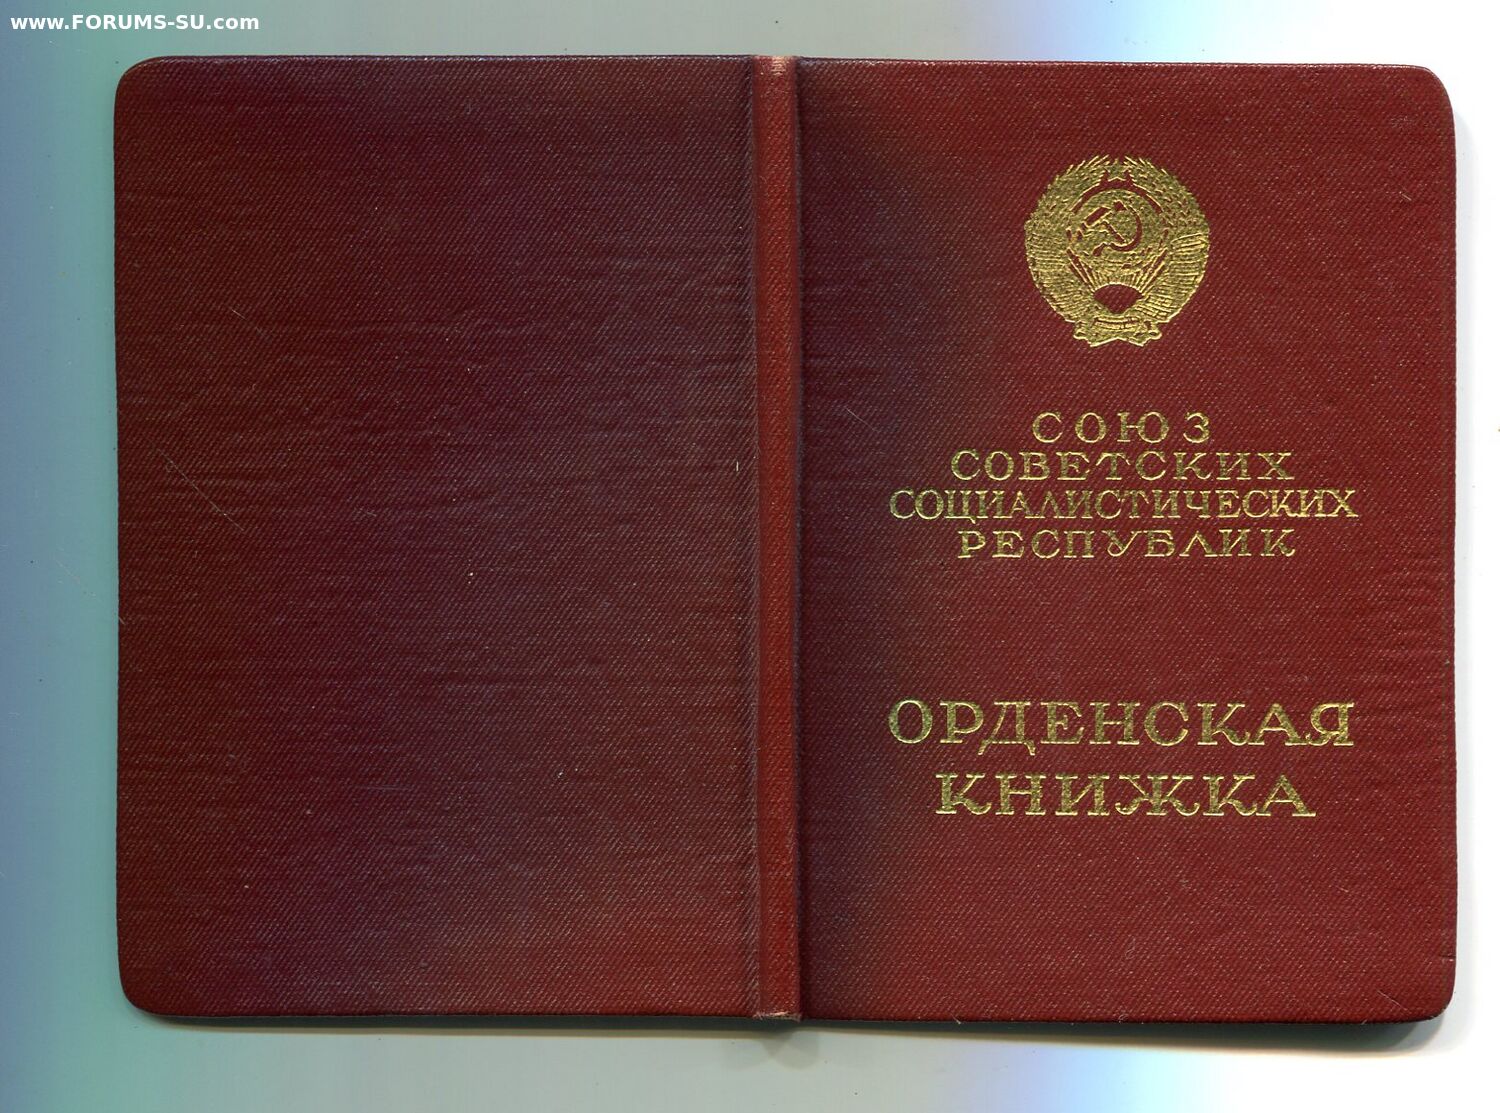 www.FORUMS-SU.com
СОЮЗ
СОВЕТСКИХ
СОЦИАЛИСТИЧЕСКИХ
РЕСПУБЛИК
ОРДЕНСКАЯ
КНИЖКА